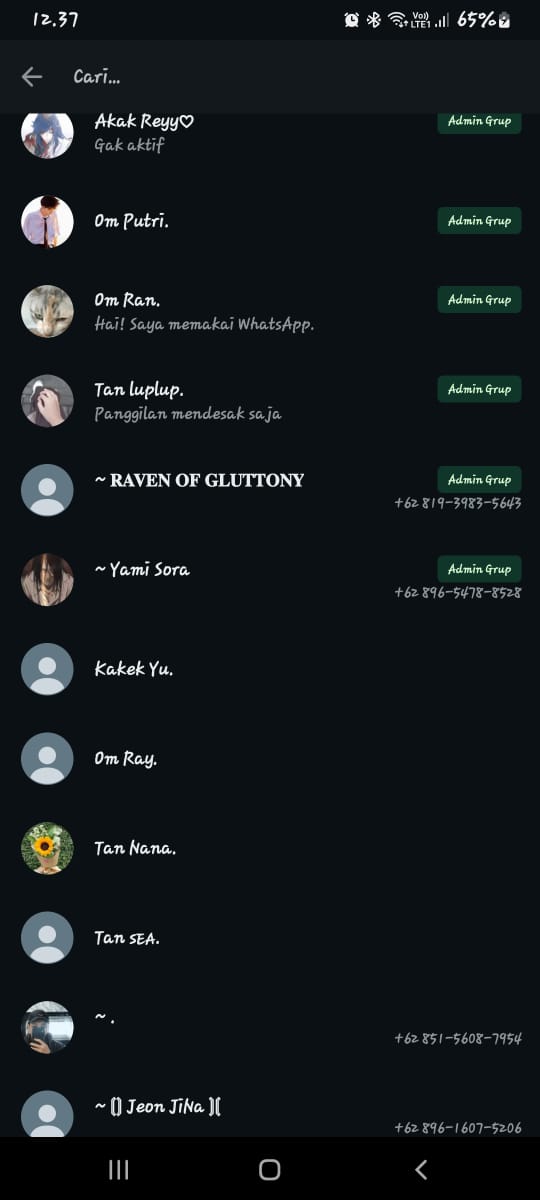 12.37
Vo)) LTE1 65%
Cari...
Akak Reyy♡ Admin Grup
Gak aktif
Om Putri. Admin Grup
Om Ran. Admin Grup
Hai! Saya memakai WhatsApp.
Tan luplup. Admin Grup
Panggilan mendesak saja
~ RAVEN OF GLUTTONY Admin Grup
+62 819-3983-5643
~ Yami Sora Admin Grup
+62 896-5478-8528
Kakek Yu.
Om Ray.
Tan Nana.
Tan SEA.
~ .
+62 851-5608-7954
~ 〔〕 Jeon JiNa 〕〔
+62 896-1607-5206